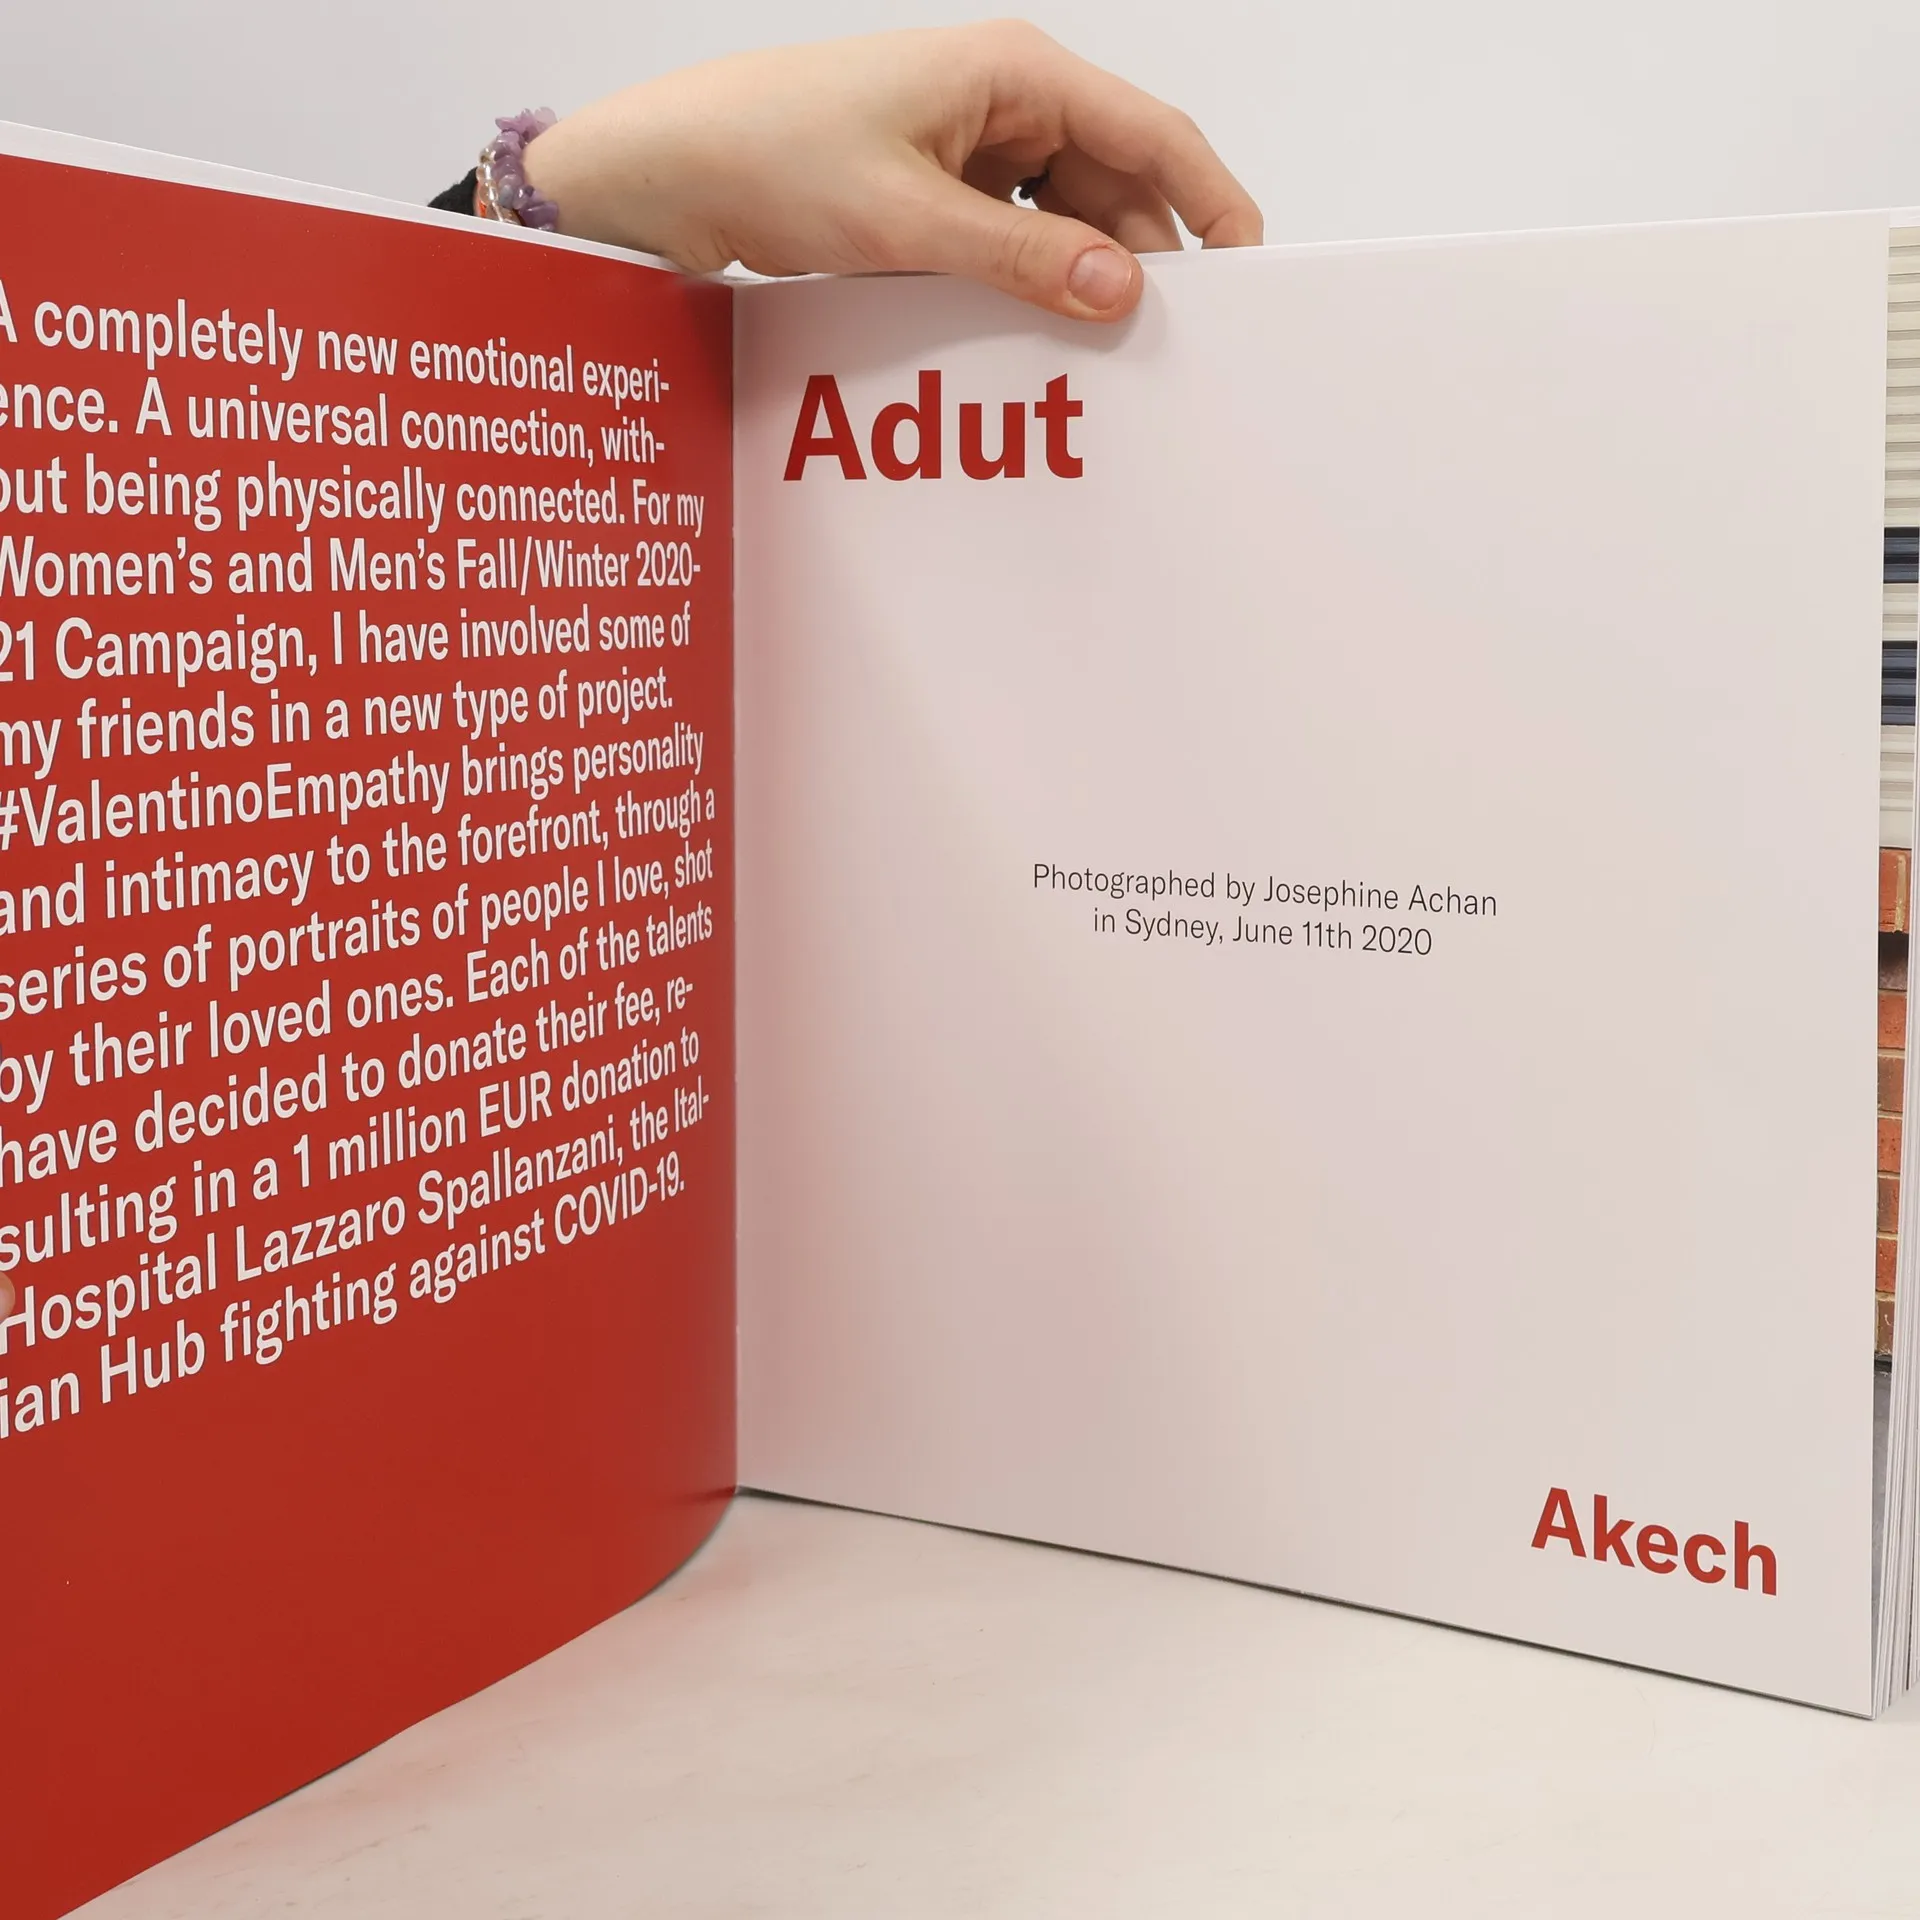 A completely new emotional experi-
ence. A universal connection, with-
out being physically connected. For my
Women's and Men's Fall/Winter 2020-
21 Campaign, I have involved some of
my friends in a new type of project.
#ValentinoEmpathy brings personality
and intimacy to the forefront, through a
series of portraits of people I love, shot
by their loved ones. Each of the talents
have decided to donate their fee, re-
sulting in a 1 million EUR donation to
Hospital Lazzaro Spallanzani, the Ital-
ian Hub fighting against COVID-19.
Adut
Photographed by Josephine Achan
in Sydney, June 11th 2020
Akech